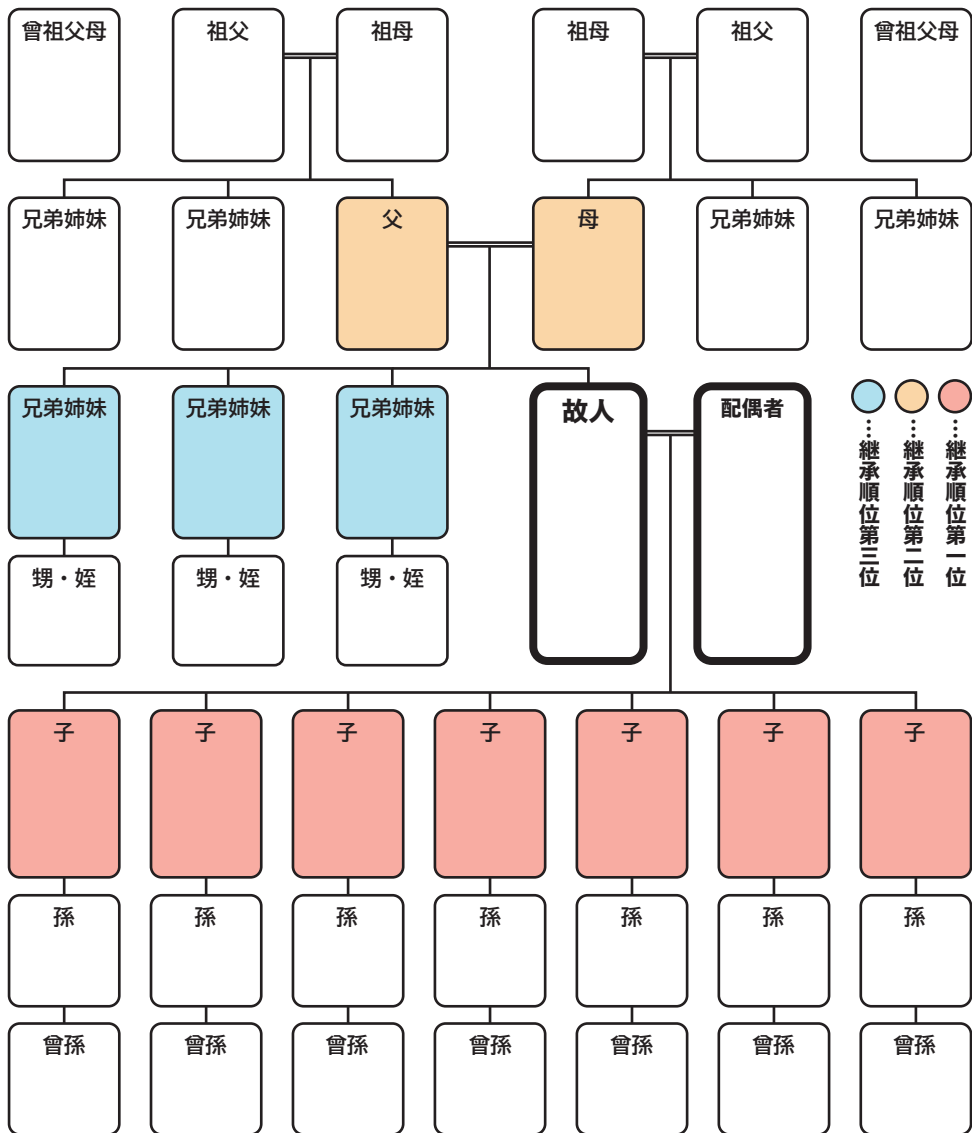 曾祖父母
祖父
祖母
祖母
祖父
曾祖父母
兄弟姉妹
兄弟姉妹
父
母
兄弟姉妹
兄弟姉妹
兄弟姉妹
兄弟姉妹
兄弟姉妹
故人
配偶者
…継承順位第一位
…継承順位第二位
…継承順位第三位
甥・姪
甥・姪
甥・姪
子
子
子
子
子
子
子
孫
孫
孫
孫
孫
孫
孫
曾孫
曾孫
曾孫
曾孫
曾孫
曾孫
曾孫